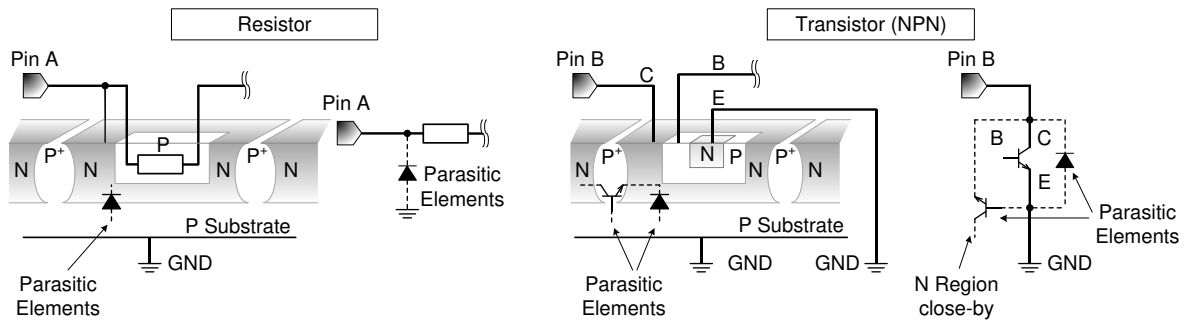 Resistor
Pin A
N
P+
N
P
N
P+
N
Parasitic
Elements
P Substrate
GND
Pin A
Parasitic
Elements
Transistor (NPN)
Pin B
C
B
E
N
P+
N
N
P
N
P+
N
P Substrate
Parasitic
Elements
GND
GND
Pin B
B
C
E
Parasitic
Elements
GND
N Region
close-by